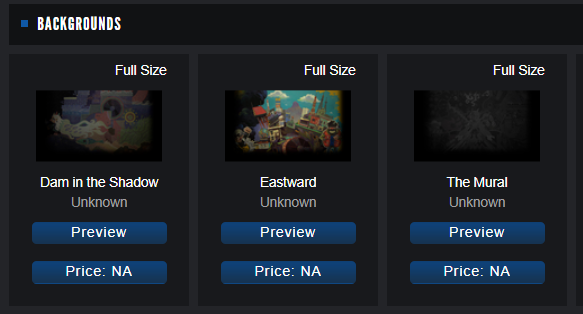 BACKGROUNDS
Full Size
Dam in the Shadow
Unknown
Preview
Price: NA
Full Size
Eastward
Unknown
Preview
Price: NA
Full Size
The Mural
Unknown
Preview
Price: NA